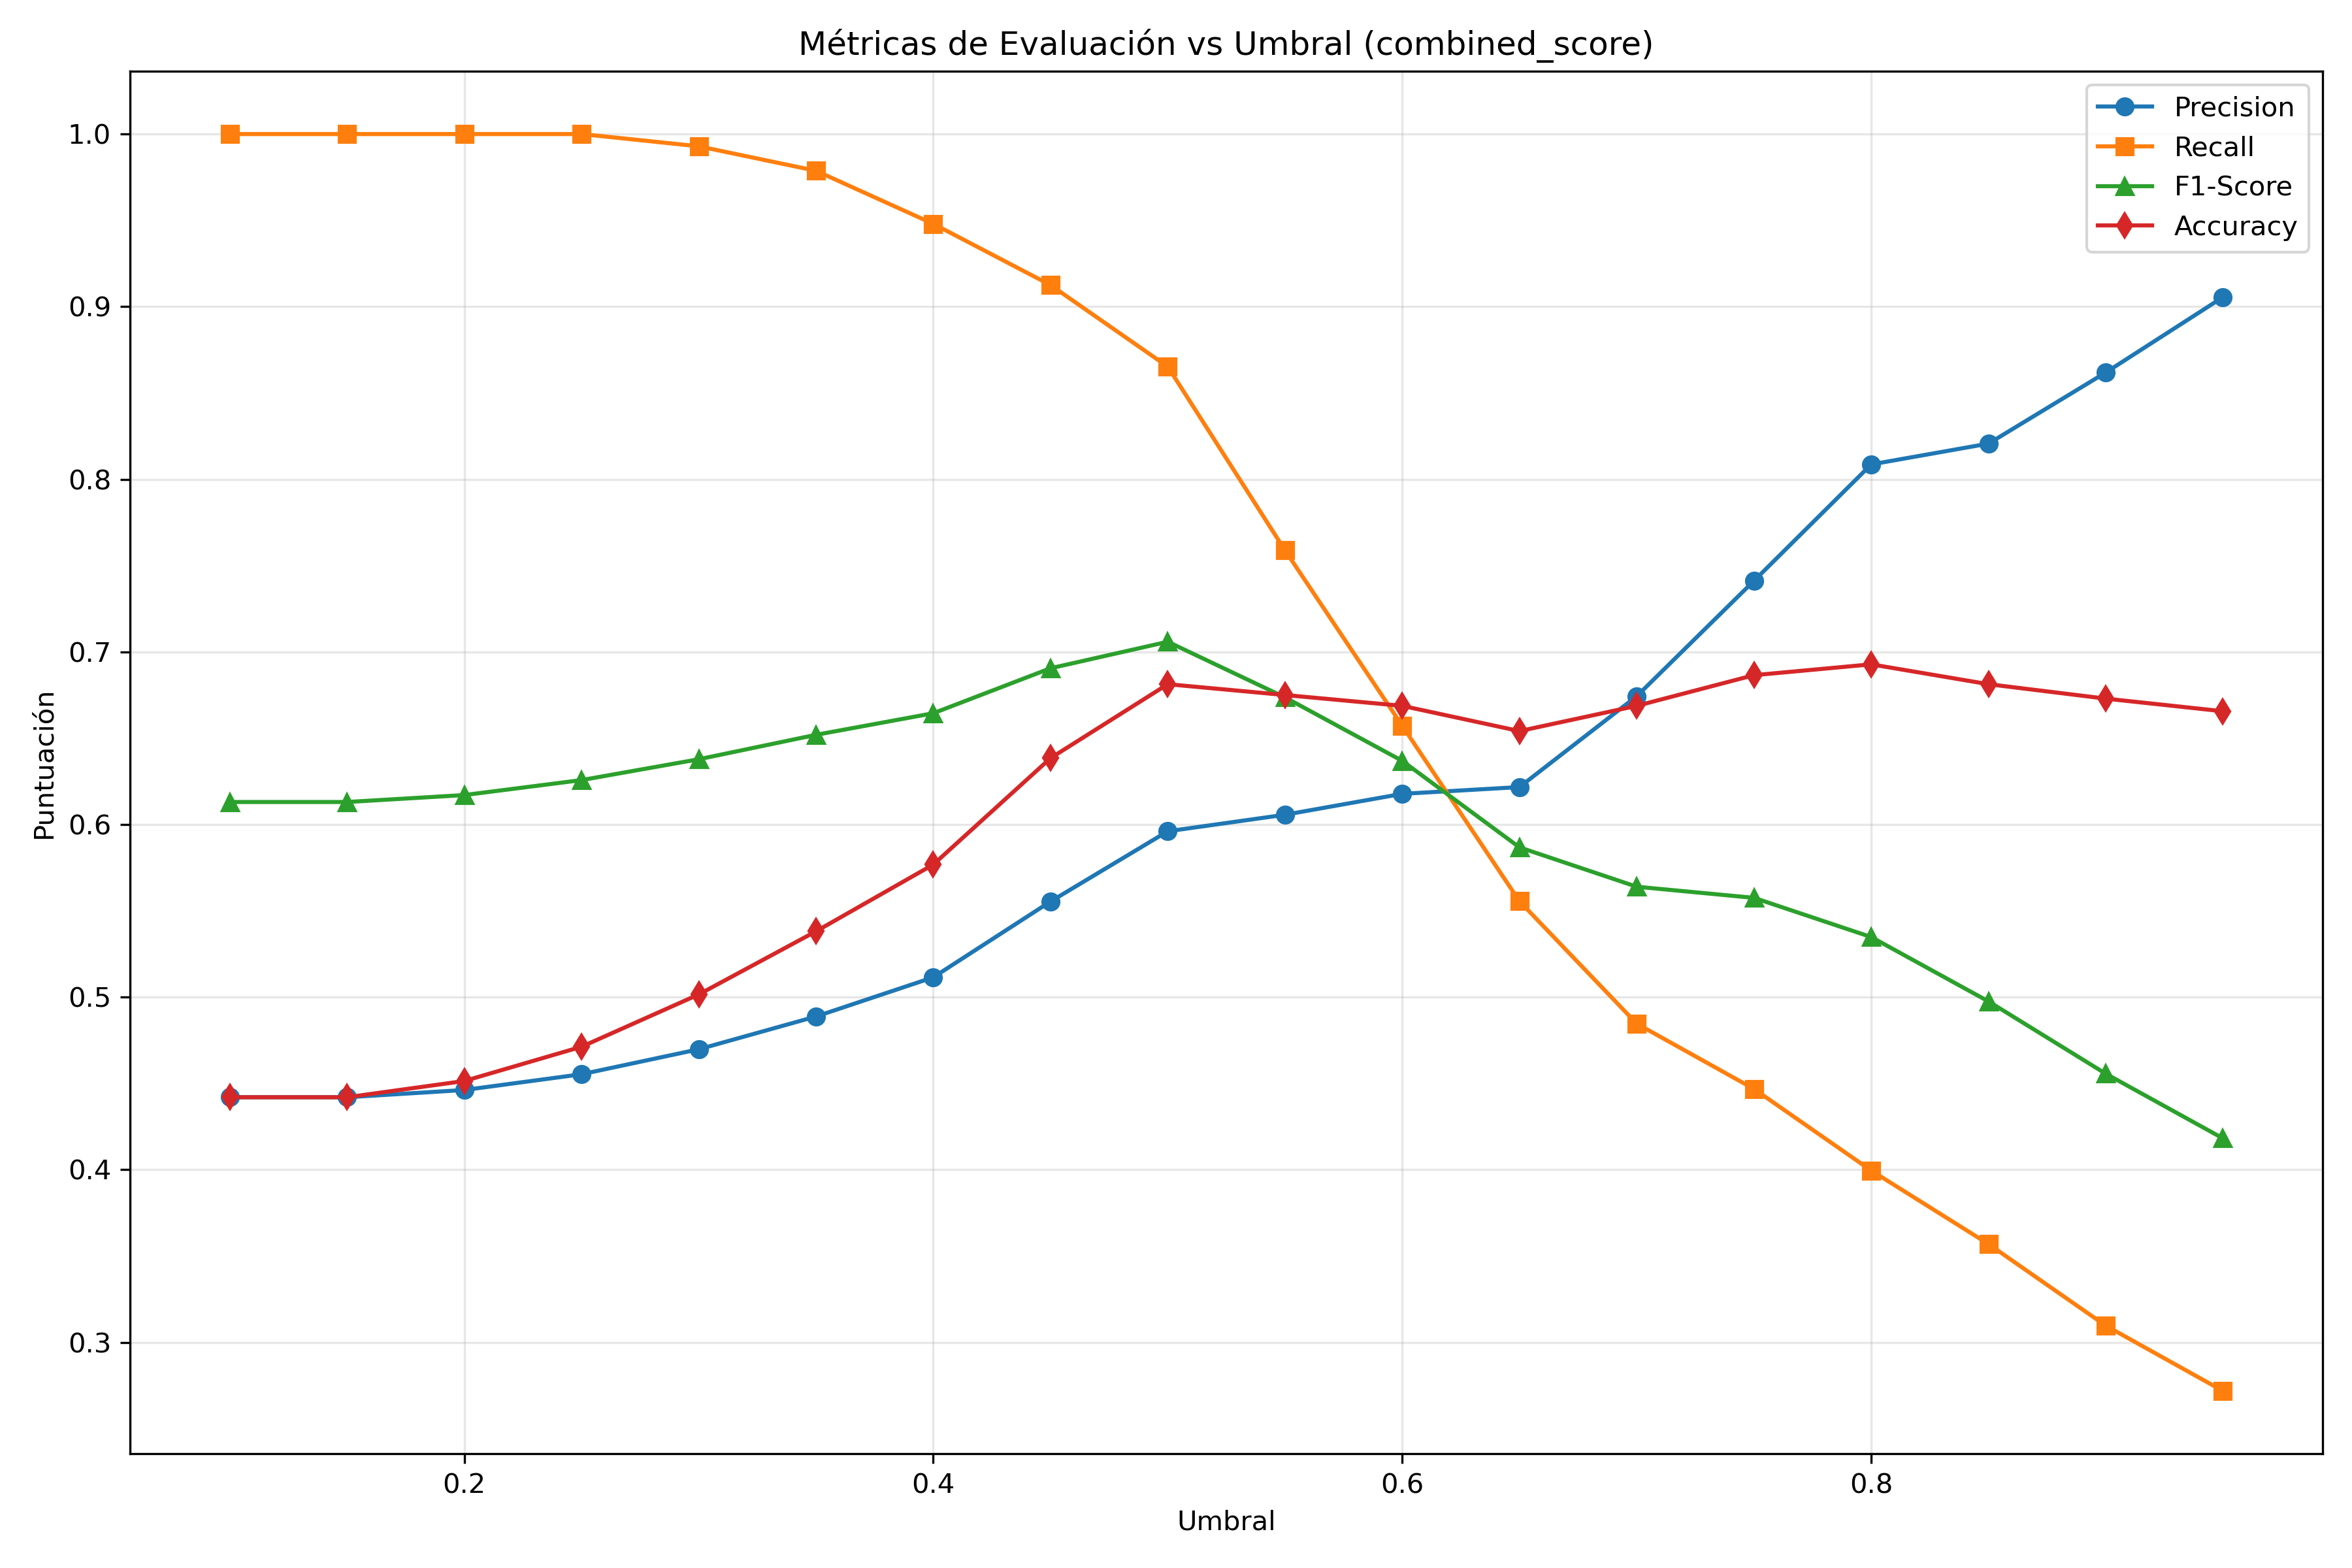 Métricas de Evaluación vs Umbral (combined_score)
Precision
Recall
F1-Score
Accuracy
1.0
0.9
0.8
0.7
0.6
0.5
0.4
0.3
Puntuación
0.2
0.4
0.6
0.8
Umbral